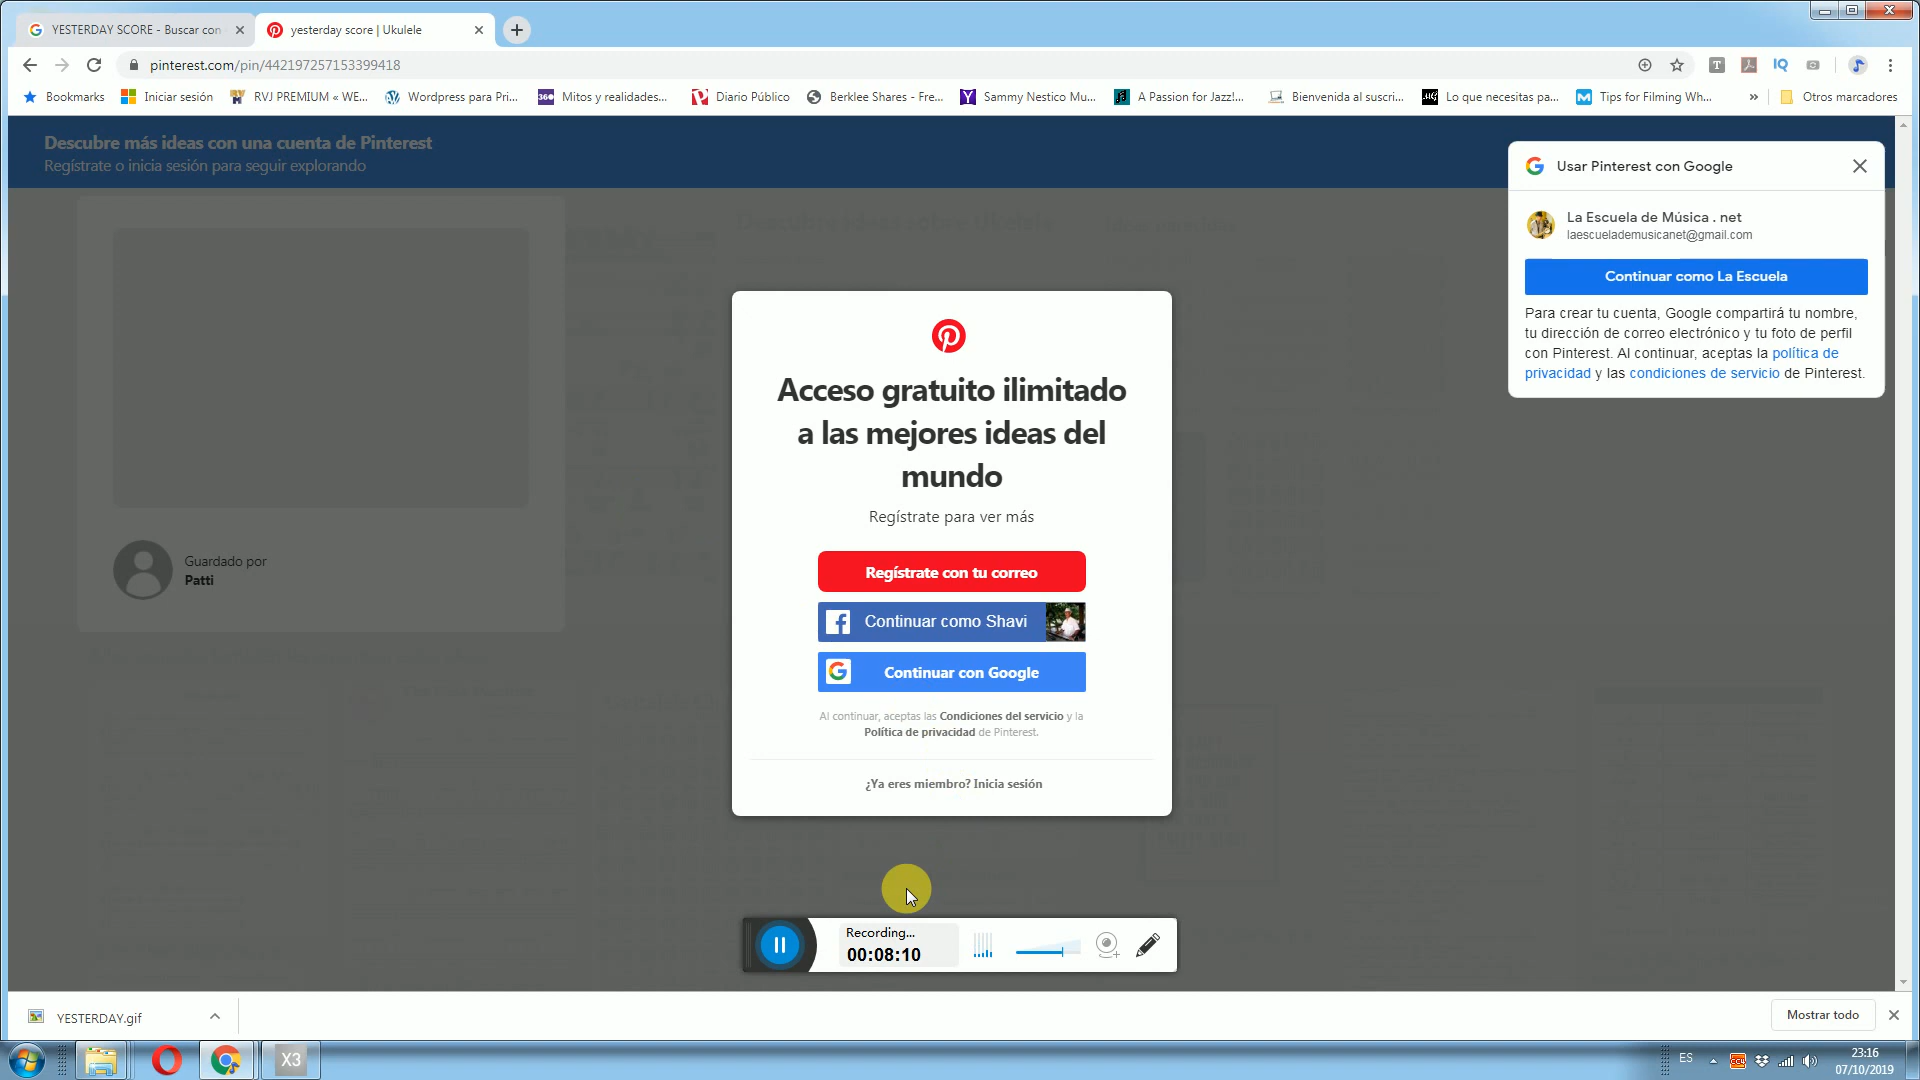 YESTERDAY SCORE - Buscar con
yesterday score | Ukulele
pinterest.com/pin/442197257153399418
Bookmarks
Iniciar sesión
RVJ PREMIUM « WE...
Wordpress para Pri...
Mitos y realidades...
Diario Público
Berklee Shares - Fre...
Sammy Nestico Mu...
A Passion for Jazz!...
Bienvenida al suscri...
Lo que necesitas pa...
Tips for Filming Wh...
»
Otros marcadores
Descubre más ideas con una cuenta de Pinterest
Regístrate o inicia sesión para seguir explorando
Usar Pinterest con Google
La Escuela de Música . net
laescuelademusicanet@gmail.com
Continuar como La Escuela
Para crear tu cuenta, Google compartirá tu nombre,
tu dirección de correo electrónico y tu foto de perfil
con Pinterest. Al continuar, aceptas la política de
privacidad y las condiciones de servicio de Pinterest.
Descubre ideas sobre Ukelele
Guardado por
Patti
Acceso gratuito ilimitado
a las mejores ideas del
mundo
Regístrate para ver más
Regístrate con tu correo
Continuar como Shavi
Continuar con Google
Al continuar, aceptas las Condiciones del servicio y la
Política de privacidad de Pinterest.
¿Ya eres miembro? Inicia sesión
Recording...
00:08:10
YESTERDAY.gif
Mostrar todo
X3
ES
23:16
07/10/2019